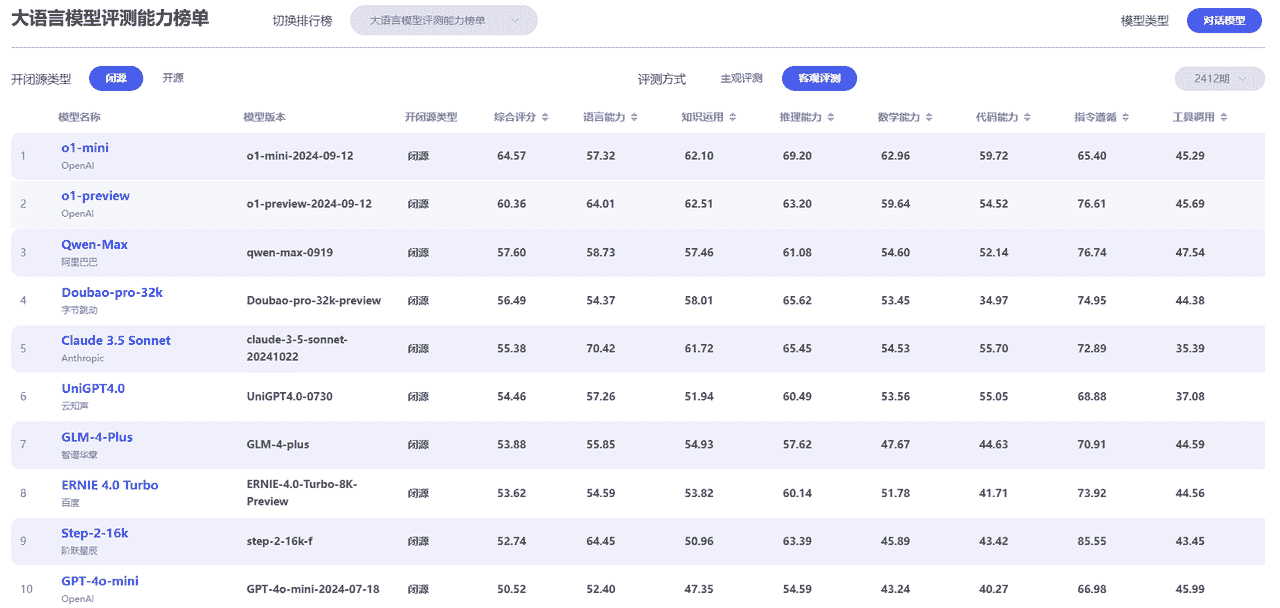 大语言模型评测能力榜单 切换排行榜 大语言模型评测能力榜单 模型类型 对话模型
开闭源类型 闭源 开源 评测方式 主观评测 客观评测 2412期
模型名称 模型版本 开闭源类型 综合评分 语言能力 知识运用 推理能力 数学能力 代码能力 指令遵循 工具调用
1 o1-mini OpenAI o1-mini-2024-09-12 闭源 64.57 57.32 62.10 69.20 62.96 59.72 65.40 45.29
2 o1-preview OpenAI o1-preview-2024-09-12 闭源 60.36 64.01 62.51 63.20 59.64 54.52 76.61 45.69
3 Qwen-Max 阿里巴巴 qwen-max-0919 闭源 57.60 58.73 57.46 61.08 54.60 52.14 76.74 47.54
4 Doubao-pro-32k 字节跳动 Doubao-pro-32k-preview 闭源 56.49 54.37 58.01 65.62 53.45 34.97 74.95 44.38
5 Claude 3.5 Sonnet Anthropic claude-3-5-sonnet-20241022 闭源 55.38 70.42 61.72 65.45 54.53 55.70 72.89 35.39
6 UniGPT4.0 云知声 UniGPT4.0-0730 闭源 54.46 57.26 51.94 60.49 53.56 55.05 68.88 37.08
7 GLM-4-Plus 智谱华章 GLM-4-plus 闭源 53.88 55.85 54.93 57.62 47.67 44.63 70.91 44.59
8 ERNIE 4.0 Turbo 百度 ERNIE-4.0-Turbo-8K-Preview 闭源 53.62 54.59 53.82 60.14 51.78 41.71 73.92 44.56
9 Step-2-16k 阶跃星辰 step-2-16k-f 闭源 52.74 64.45 50.96 63.39 45.89 43.42 85.55 43.45
10 GPT-4o-mini OpenAI GPT-4o-mini-2024-07-18 闭源 50.52 52.40 47.35 54.59 43.24 40.27 66.98 45.99